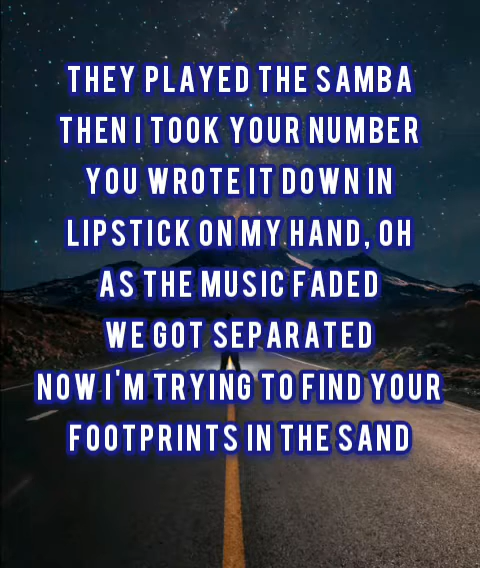 THEY PLAYED THE SAMBA
THEN I TOOK YOUR NUMBER
YOU WROTE IT DOWN IN
LIPSTICK ON MY HAND, OH
AS THE MUSIC FADED
WE GOT SEPARATED
NOW I'M TRYING TO FIND YOUR
FOOTPRINTS IN THE SAND